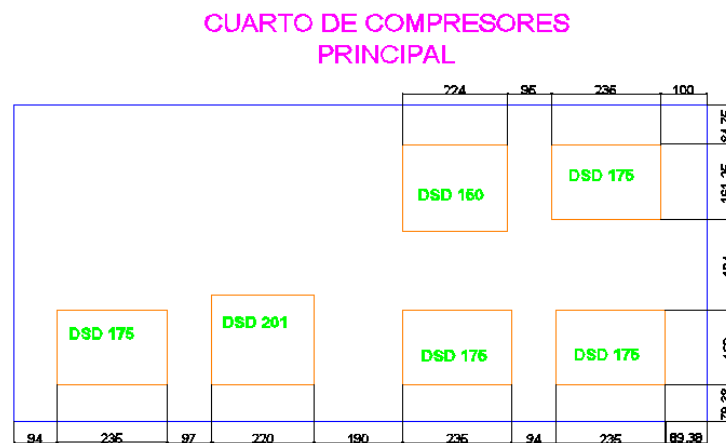 CUARTO DE COMPRESORES
PRINCIPAL
224 95 235 100
DSD 160 DSD 175
DSD 175 DSD 201 DSD 175 DSD 175
94 235 97 220 190 235 94 235 89.38